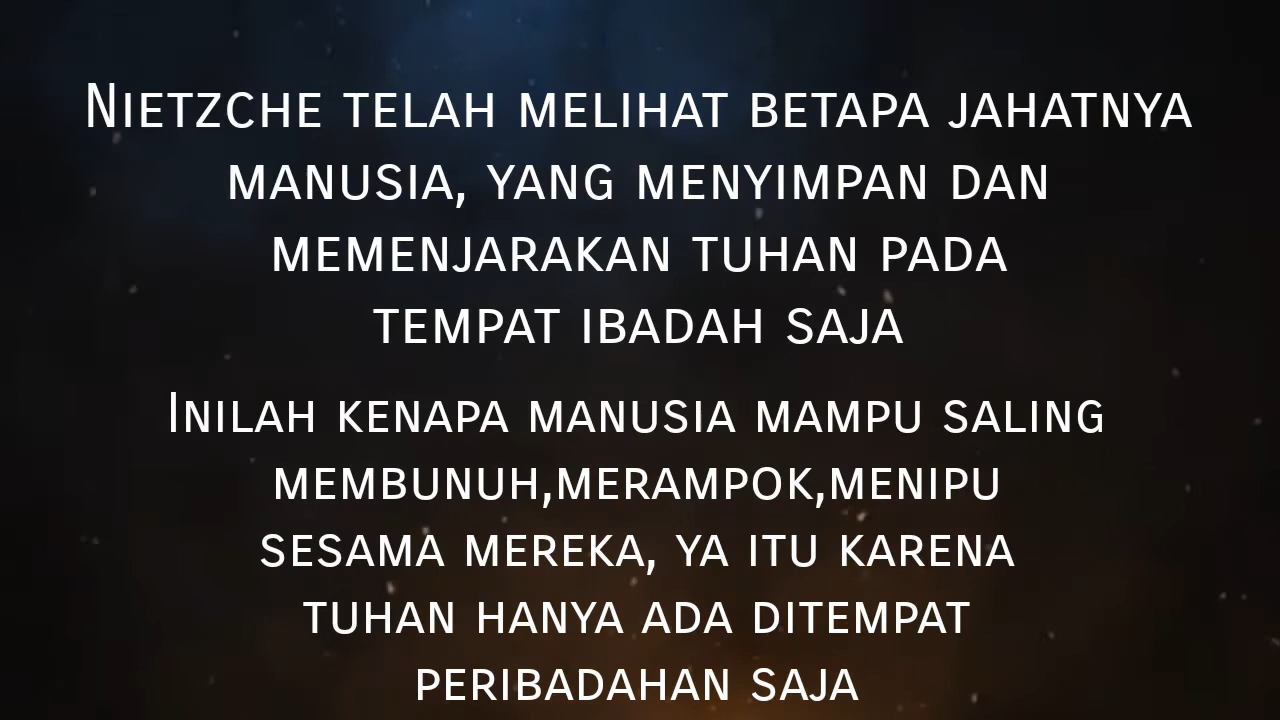 Nietzche telah melihat betapa jahatnya
manusia, yang menyimpan dan
memenjarakan tuhan pada
tempat ibadah saja
Inilah kenapa manusia mampu saling
membunuh,merampok,menipu
sesama mereka, ya itu karena
tuhan hanya ada ditempat
peribadahan saja